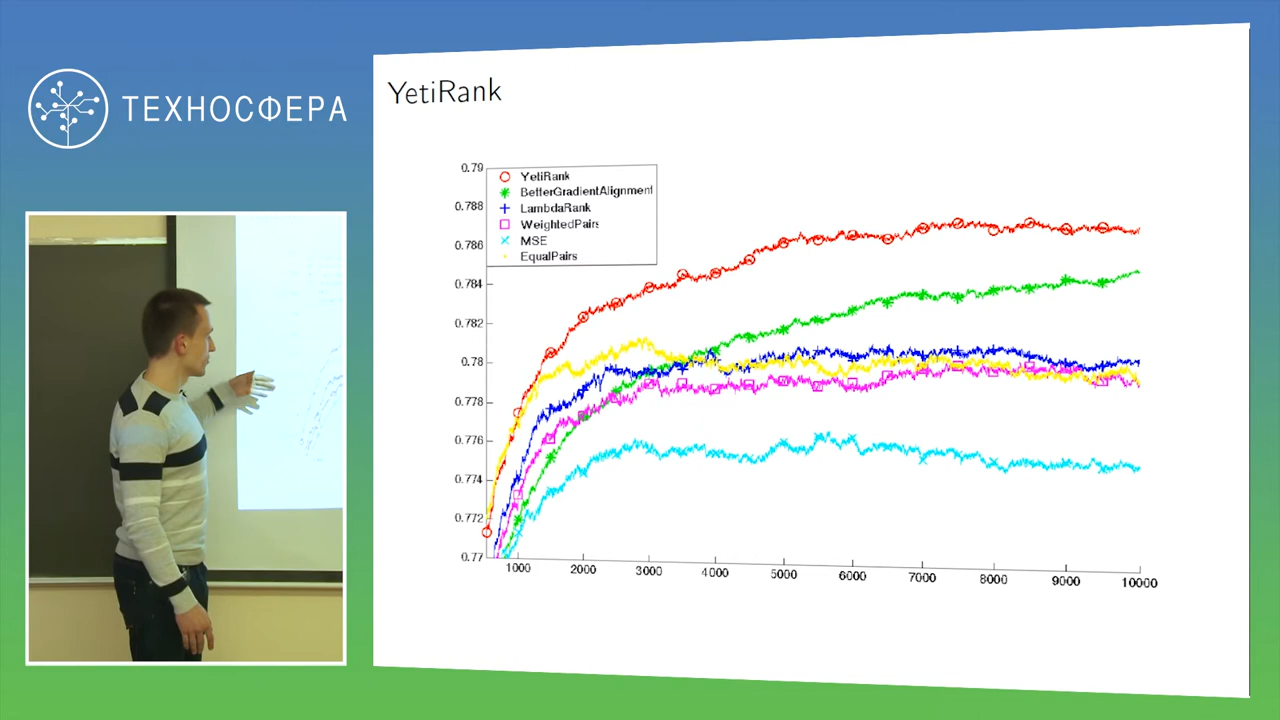 ТЕХНОСФЕРА
YetiRank
0.79
0.788
0.786
0.784
0.782
0.78
0.778
0.776
0.774
0.772
0.77
YetiRank
BetterGradientAlignment
LambdaRank
WeightedPairs
MSE
EqualPairs
1000 2000 3000 4000 5000 6000 7000 8000 9000 10000